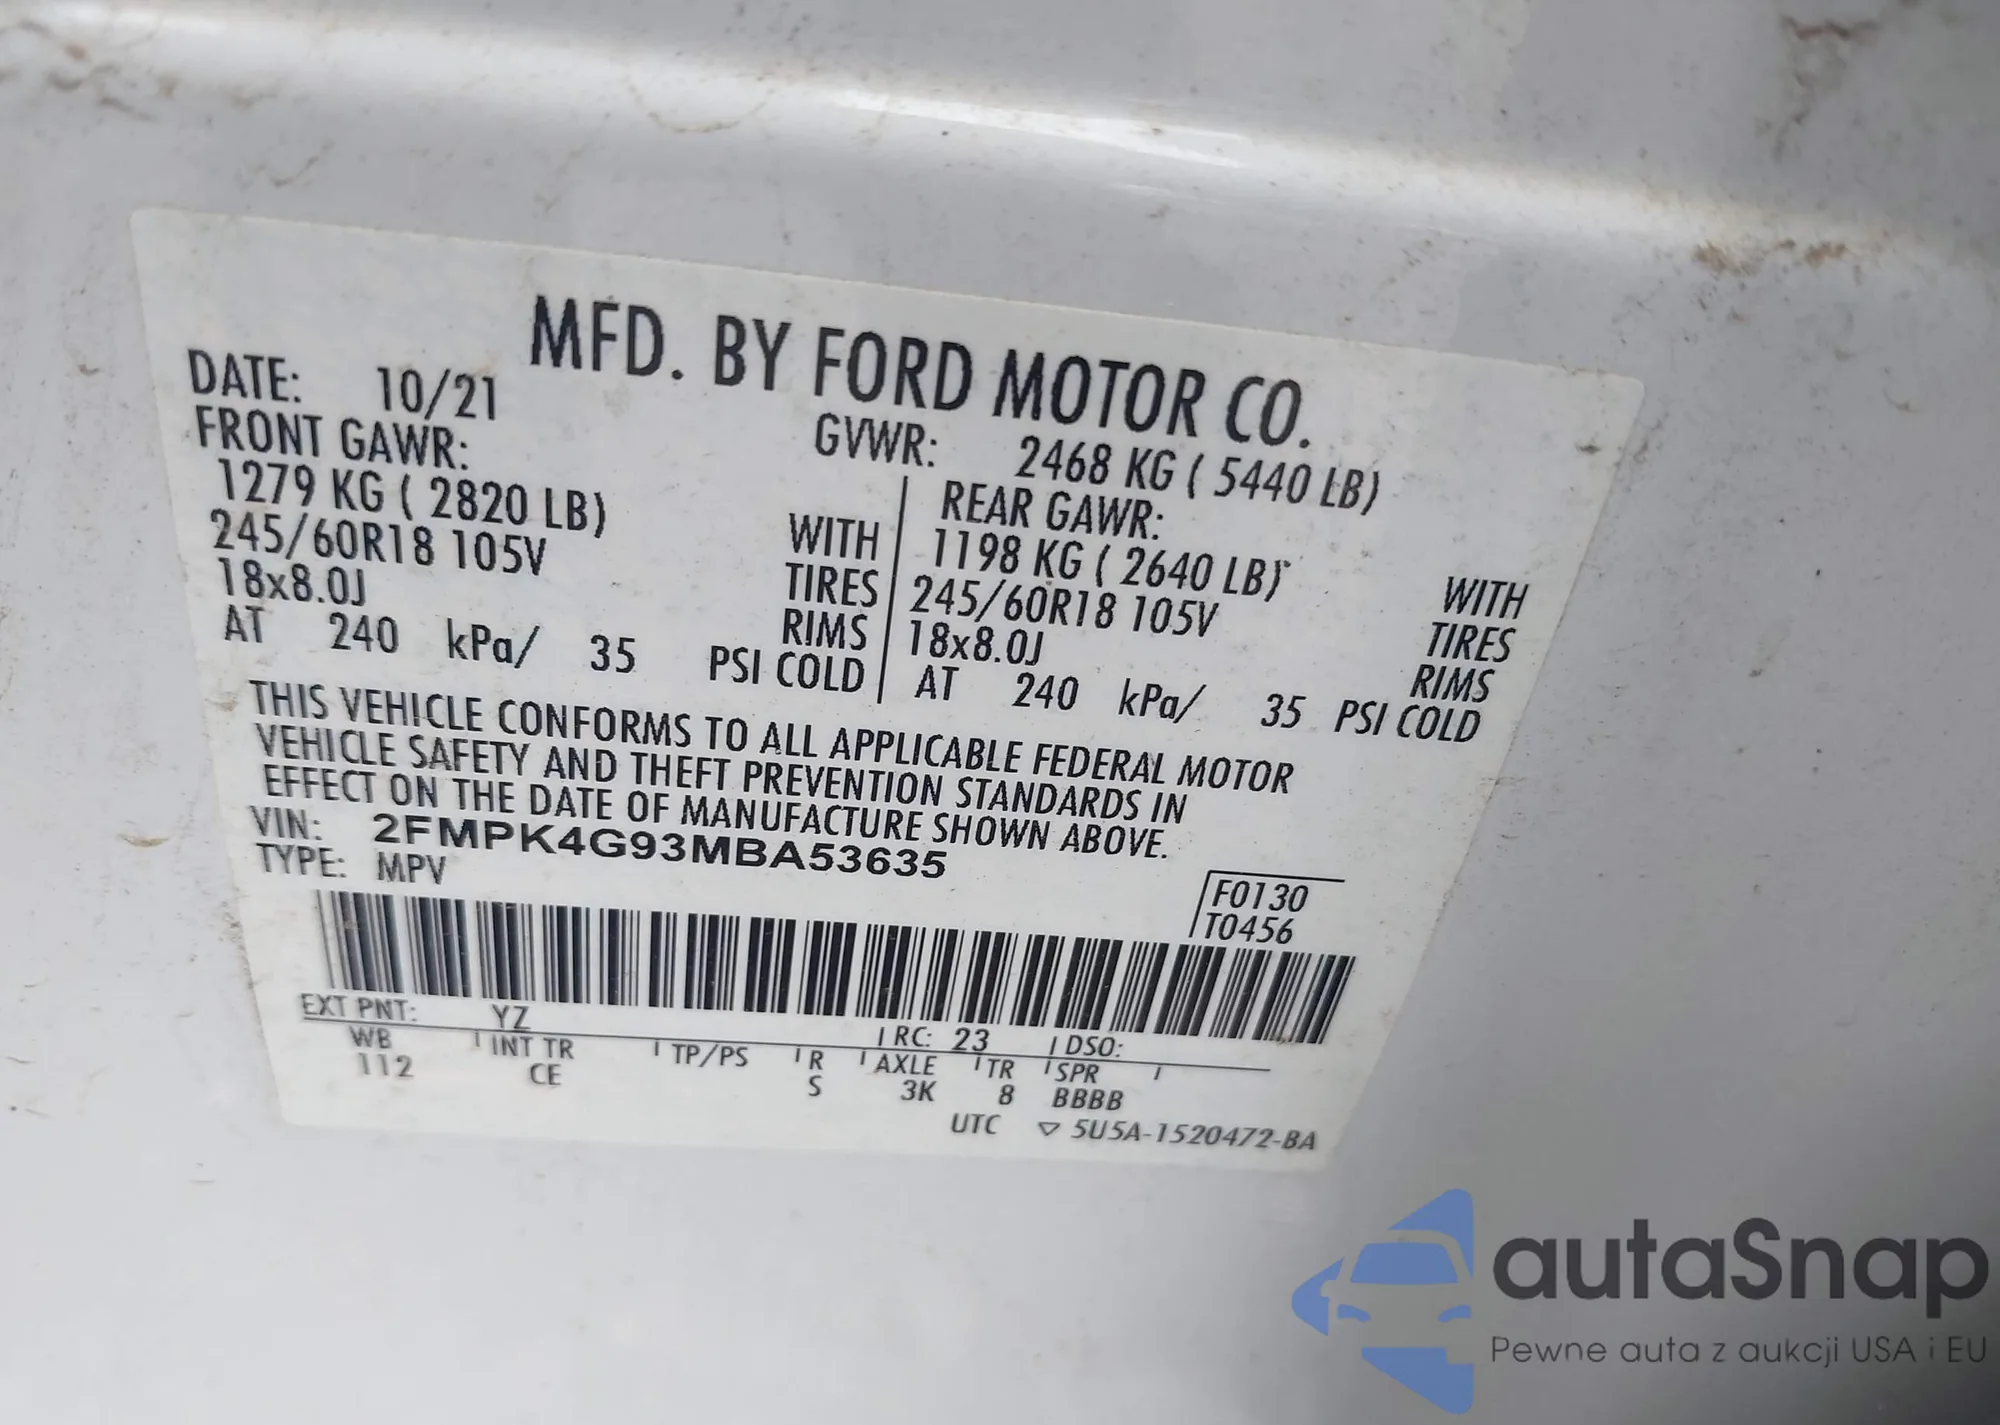 MFD. BY FORD MOTOR CO.
DATE: 10/21 GVWR: 2468 KG ( 5440 LB)
FRONT GAWR: REAR GAWR:
1279 KG ( 2820 LB) WITH 1198 KG ( 2640 LB) WITH
245/60R18 105V TIRES 245/60R18 105V TIRES
18x8.0J RIMS 18x8.0J RIMS
AT 240 kPa/ 35 PSI COLD AT 240 kPa/ 35 PSI COLD
THIS VEHICLE CONFORMS TO ALL APPLICABLE FEDERAL MOTOR
VEHICLE SAFETY AND THEFT PREVENTION STANDARDS IN
EFFECT ON THE DATE OF MANUFACTURE SHOWN ABOVE.
VIN: 2FMPK4G93MBA53635
TYPE: MPV
F0130
T0456
EXT PNT: YZ RC: 23 DSO:
WB INT TR TP/PS R AXLE TR SPR
112 CE S 3K 8 BBBB
UTC ▽ 5U5A-1520472-BA
autaSnap
Pewne auta z aukcji USA i EU